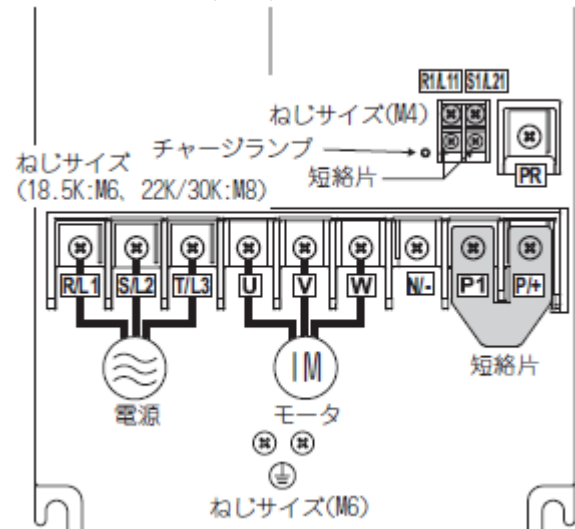 R1/L11 S1/L21
ねじサイズ(M4)
チャージランプ
短絡片
PR
ねじサイズ
(18.5K:M6、22K/30K:M8)
R/L1 S/L2 T/L3 U V W N/- P1 P/+
IM
電源
モータ
短絡片
ねじサイズ(M6)